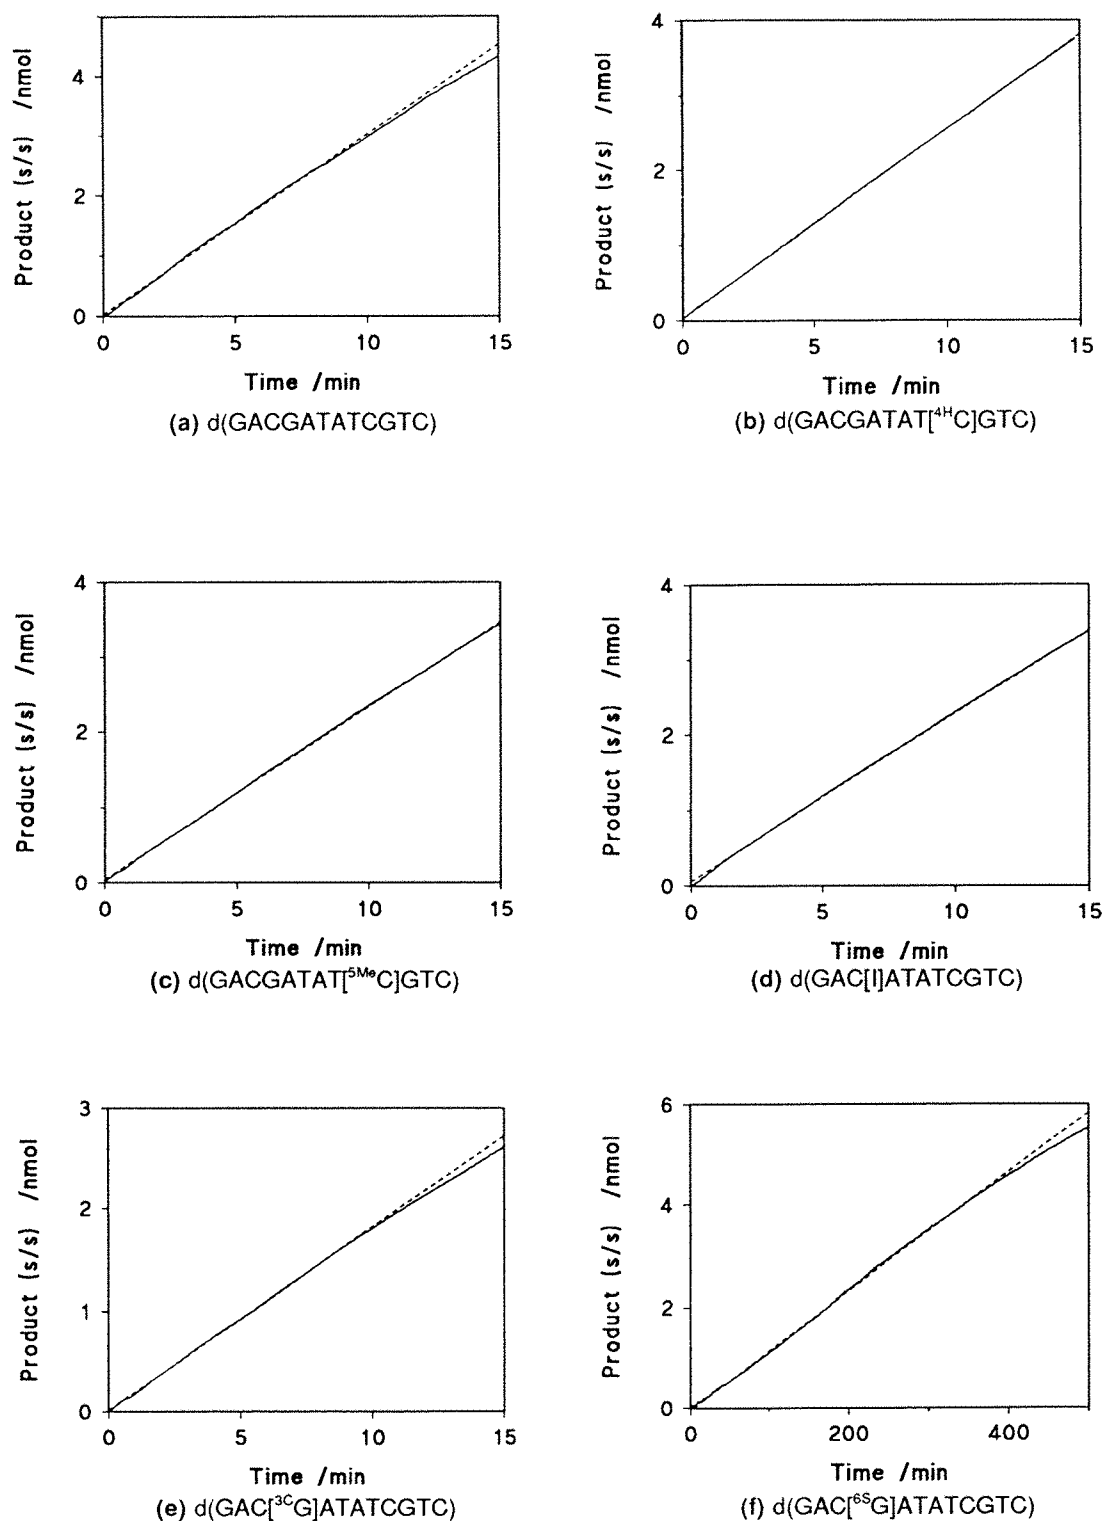 4
2
0
Product (s/s) /nmol
0 5 10 15
Time /min
(a) d(GACGATATCGTC)
4
2
0
Product (s/s) /nmol
0 5 10 15
Time /min
(b) d(GACGATAT[⁴ᴴC]GTC)
4
2
0
Product (s/s) /nmol
0 5 10 15
Time /min
(c) d(GACGATAT[⁵ᴹᵉC]GTC)
4
2
0
Product (s/s) /nmol
0 5 10 15
Time /min
(d) d(GAC[I]ATATCGTC)
3
2
1
0
Product (s/s) /nmol
0 5 10 15
Time /min
(e) d(GAC[³ᶜG]ATATCGTC)
6
4
2
0
Product (s/s) /nmol
0 200 400
Time /min
(f) d(GAC[⁶ˢG]ATATCGTC)